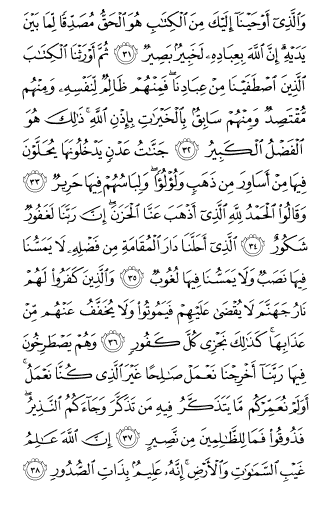 وَٱلَّذِىٓ أَوْحَيْنَآ إِلَيْكَ مِنَ ٱلْكِتَٰبِ هُوَ ٱلْحَقُّ مُصَدِّقًا لِّمَا بَيْنَ
يَدَيْهِ إِنَّ ٱللَّهَ بِعِبَادِهِۦ لَخَبِيرٌۢ بَصِيرٌ ٣١ ثُمَّ أَوْرَثْنَا ٱلْكِتَٰبَ
ٱلَّذِينَ ٱصْطَفَيْنَا مِنْ عِبَادِنَا فَمِنْهُمْ ظَالِمٌ لِّنَفْسِهِۦ وَمِنْهُم
مُّقْتَصِدٌ وَمِنْهُمْ سَابِقٌۢ بِٱلْخَيْرَٰتِ بِإِذْنِ ٱللَّهِ ذَٰلِكَ هُوَ
ٱلْفَضْلُ ٱلْكَبِيرُ ٣٢ جَنَّٰتُ عَدْنٍ يَدْخُلُونَهَا يُحَلَّوْنَ
فِيهَا مِنْ أَسَاوِرَ مِن ذَهَبٍ وَلُؤْلُؤًا وَلِبَاسُهُمْ فِيهَا حَرِيرٌ ٣٣
وَقَالُوا۟ ٱلْحَمْدُ لِلَّهِ ٱلَّذِىٓ أَذْهَبَ عَنَّا ٱلْحَزَنَ إِنَّ رَبَّنَا لَغَفُورٌ
شَكُورٌ ٣٤ ٱلَّذِىٓ أَحَلَّنَا دَارَ ٱلْمُقَامَةِ مِن فَضْلِهِۦ لَا يَمَسُّنَا
فِيهَا نَصَبٌ وَلَا يَمَسُّنَا فِيهَا لُغُوبٌ ٣٥ وَٱلَّذِينَ كَفَرُوا۟ لَهُمْ
نَارُ جَهَنَّمَ لَا يُقْضَىٰ عَلَيْهِمْ فَيَمُوتُوا۟ وَلَا يُخَفَّفُ عَنْهُم مِّنْ
عَذَابِهَا كَذَٰلِكَ نَجْزِى كُلَّ كَفُورٍ ٣٦ وَهُمْ يَصْطَرِخُونَ
فِيهَا رَبَّنَآ أَخْرِجْنَا نَعْمَلْ صَٰلِحًا غَيْرَ ٱلَّذِى كُنَّا نَعْمَلُ
أَوَلَمْ نُعَمِّرْكُم مَّا يَتَذَكَّرُ فِيهِ مَن تَذَكَّرَ وَجَآءَكُمُ ٱلنَّذِيرُ
فَذُوقُوا۟ فَمَا لِلظَّٰلِمِينَ مِن نَّصِيرٍ ٣٧ إِنَّ ٱللَّهَ عَٰلِمُ
غَيْبِ ٱلسَّمَٰوَٰتِ وَٱلْأَرْضِ إِنَّهُۥ عَلِيمٌۢ بِذَاتِ ٱلصُّدُورِ ٣٨